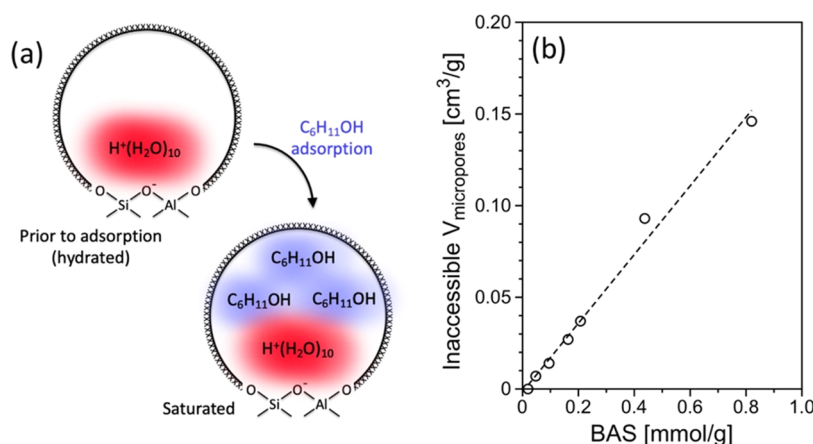 (a)
H⁺(H₂O)₁₀
O Si O⁻ Al O
Prior to adsorption
(hydrated)
C₆H₁₁OH
adsorption
C₆H₁₁OH
C₆H₁₁OH C₆H₁₁OH
H⁺(H₂O)₁₀
O Si O⁻ Al O
Saturated
(b)
Inaccessible V micropores [cm³/g]
0.20
0.15
0.10
0.05
0
0 0.2 0.4 0.6 0.8 1.0
BAS [mmol/g]